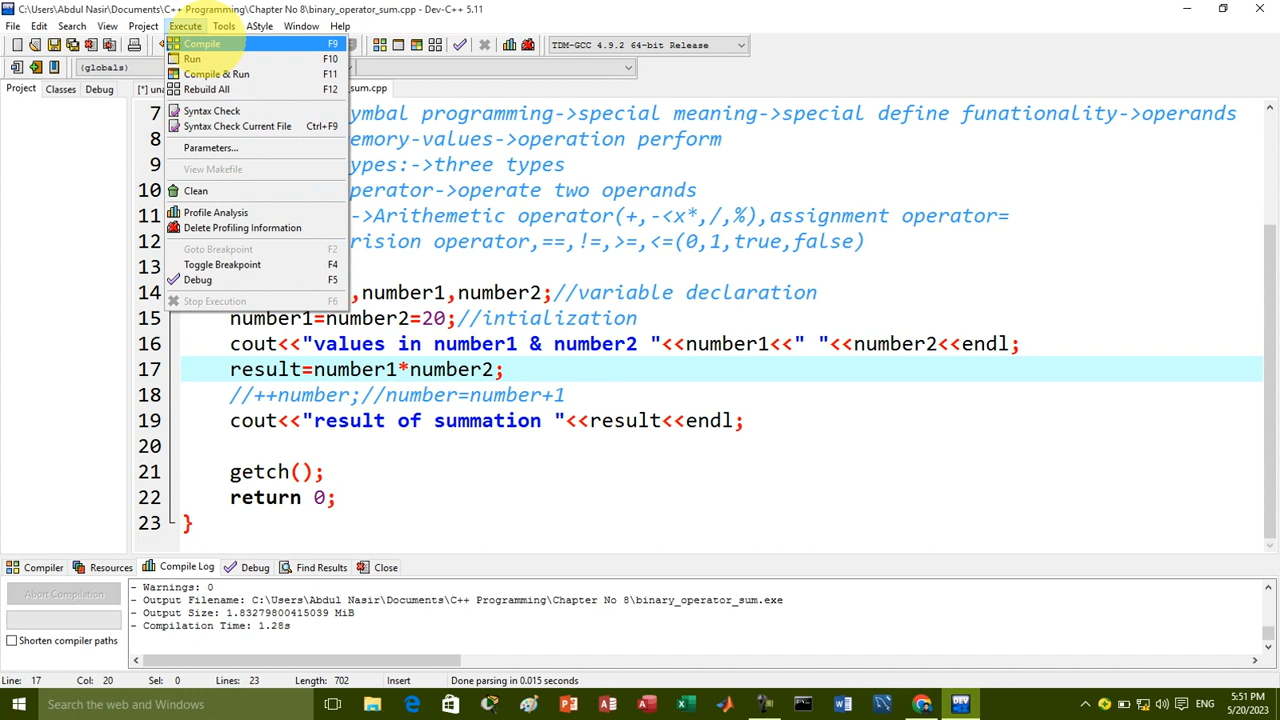 C:\Users\Abdul Nasir\Documents\C++ Programming\Chapter No 8\binary_operator_sum.cpp - Dev-C++ 5.11
File Edit Search View Project Execute Tools AStyle Window Help
TDM-GCC 4.9.2 64-bit Release
(globals)
Project Classes Debug
[*] una
sum.cpp
Compile F9
Run F10
Compile & Run F11
Rebuild All F12
Syntax Check
Syntax Check Current File Ctrl+F9
Parameters...
View Makefile
Clean
Profile Analysis
Delete Profiling Information
Goto Breakpoint F2
Toggle Breakpoint F4
Debug F5
Stop Execution F6
7 symbal programming->special meaning->special define funationality->operands
8 emory-values->operation perform
9 ypes:->three types
10 perator->operate two operands
11 ->Arithemetic operator(+,-<x*,/,%),assignment operator=
12 rision operator,==,!=,>=,<=(0,1,true,false)
13
14 ,number1,number2;//variable declaration
15 number1=number2=20;//intialization
16 cout<<"values in number1 & number2 "<<number1<<" "<<number2<<endl;
17 result=number1*number2;
18 //++number;//number=number+1
19 cout<<"result of summation "<<result<<endl;
20
21 getch();
22 return 0;
23 }
Compiler Resources Compile Log Debug Find Results Close
Abort Compilation
Shorten compiler paths
- Warnings: 0
- Output Filename: C:\Users\Abdul Nasir\Documents\C++ Programming\Chapter No 8\binary_operator_sum.exe
- Output Size: 1.83279800415039 MiB
- Compilation Time: 1.28s
Line: 17 Col: 20 Sel: 0 Lines: 23 Length: 702 Insert Done parsing in 0.015 seconds
Search the web and Windows
ENG
5:51 PM
5/20/2023